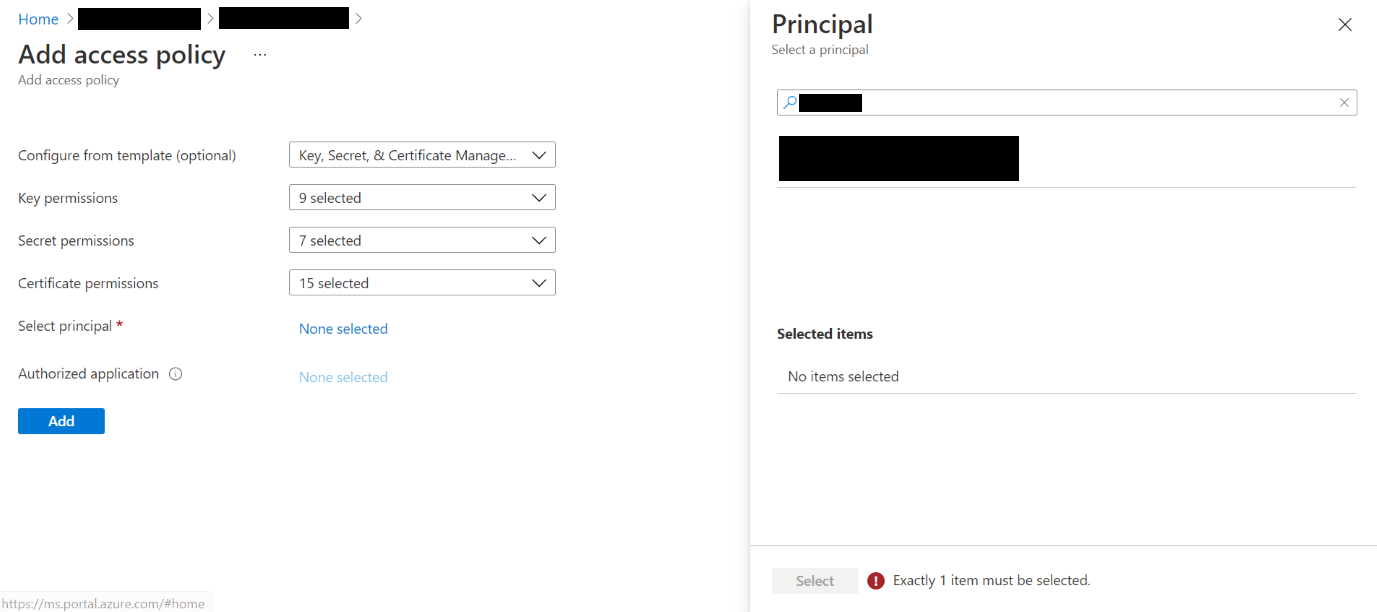 Home
Add access policy
Add access policy
Configure from template (optional) Key, Secret, & Certificate Manage...
Key permissions 9 selected
Secret permissions 7 selected
Certificate permissions 15 selected
Select principal * None selected
Authorized application None selected
Add
https://ms.portal.azure.com/#home
Principal
Select a principal
Selected items
No items selected
Select Exactly 1 item must be selected.